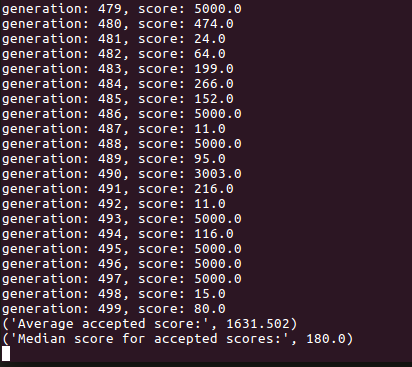 generation: 479, score: 5000.0
generation: 480, score: 474.0
generation: 481, score: 24.0
generation: 482, score: 64.0
generation: 483, score: 199.0
generation: 484, score: 266.0
generation: 485, score: 152.0
generation: 486, score: 5000.0
generation: 487, score: 11.0
generation: 488, score: 5000.0
generation: 489, score: 95.0
generation: 490, score: 3003.0
generation: 491, score: 216.0
generation: 492, score: 11.0
generation: 493, score: 5000.0
generation: 494, score: 116.0
generation: 495, score: 5000.0
generation: 496, score: 5000.0
generation: 497, score: 5000.0
generation: 498, score: 15.0
generation: 499, score: 80.0
('Average accepted score:', 1631.502)
('Median score for accepted scores:', 180.0)